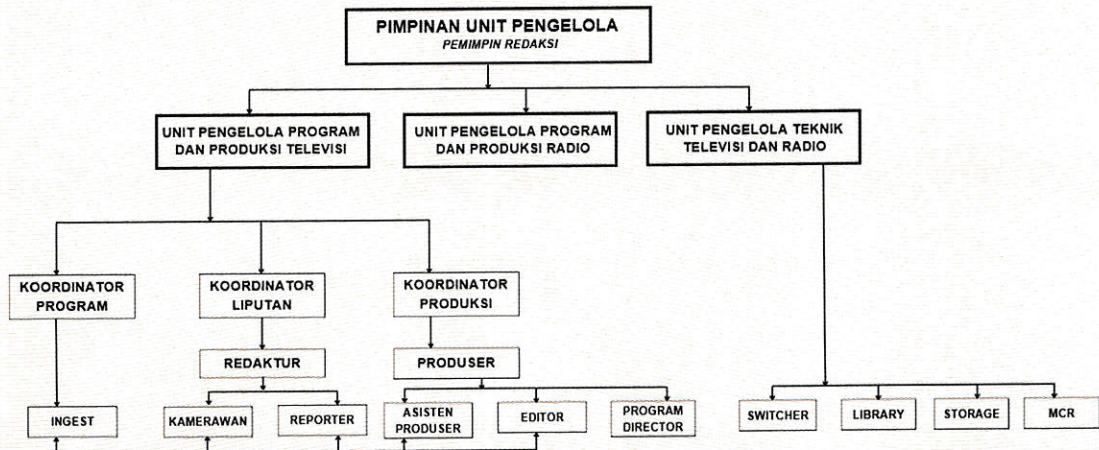 PIMPINAN UNIT PENGELOLA
PEMIMPIN REDAKSI
UNIT PENGELOLA PROGRAM
DAN PRODUKSI TELEVISI
UNIT PENGELOLA PROGRAM
DAN PRODUKSI RADIO
UNIT PENGELOLA TEKNIK
TELEVISI DAN RADIO
KOORDINATOR
PROGRAM
KOORDINATOR
LIPUTAN
KOORDINATOR
PRODUKSI
REDAKTUR
PRODUSER
INGEST
KAMERAWAN
REPORTER
ASISTEN
PRODUSER
EDITOR
PROGRAM
DIRECTOR
SWITCHER
LIBRARY
STORAGE
MCR